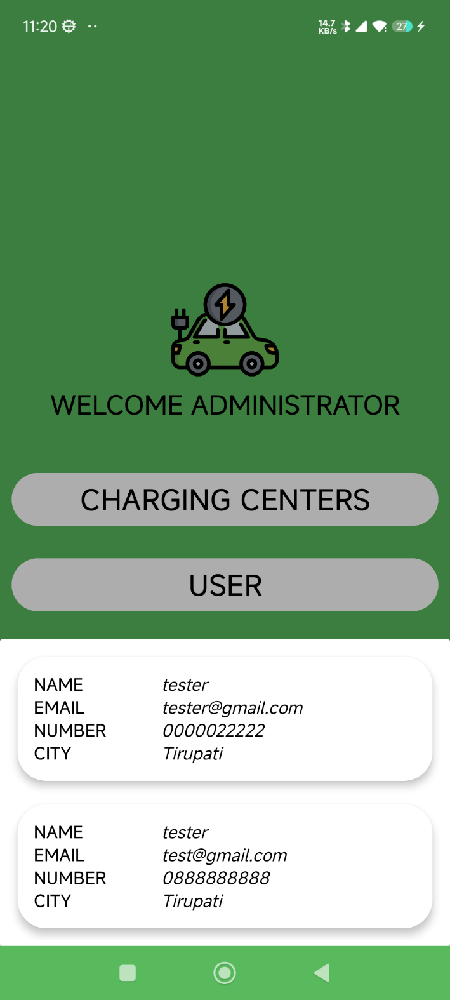 11:20
14.7
KB/s
27
WELCOME ADMINISTRATOR
CHARGING CENTERS
USER
NAME tester
EMAIL tester@gmail.com
NUMBER 0000022222
CITY Tirupati
NAME tester
EMAIL test@gmail.com
NUMBER 0888888888
CITY Tirupati